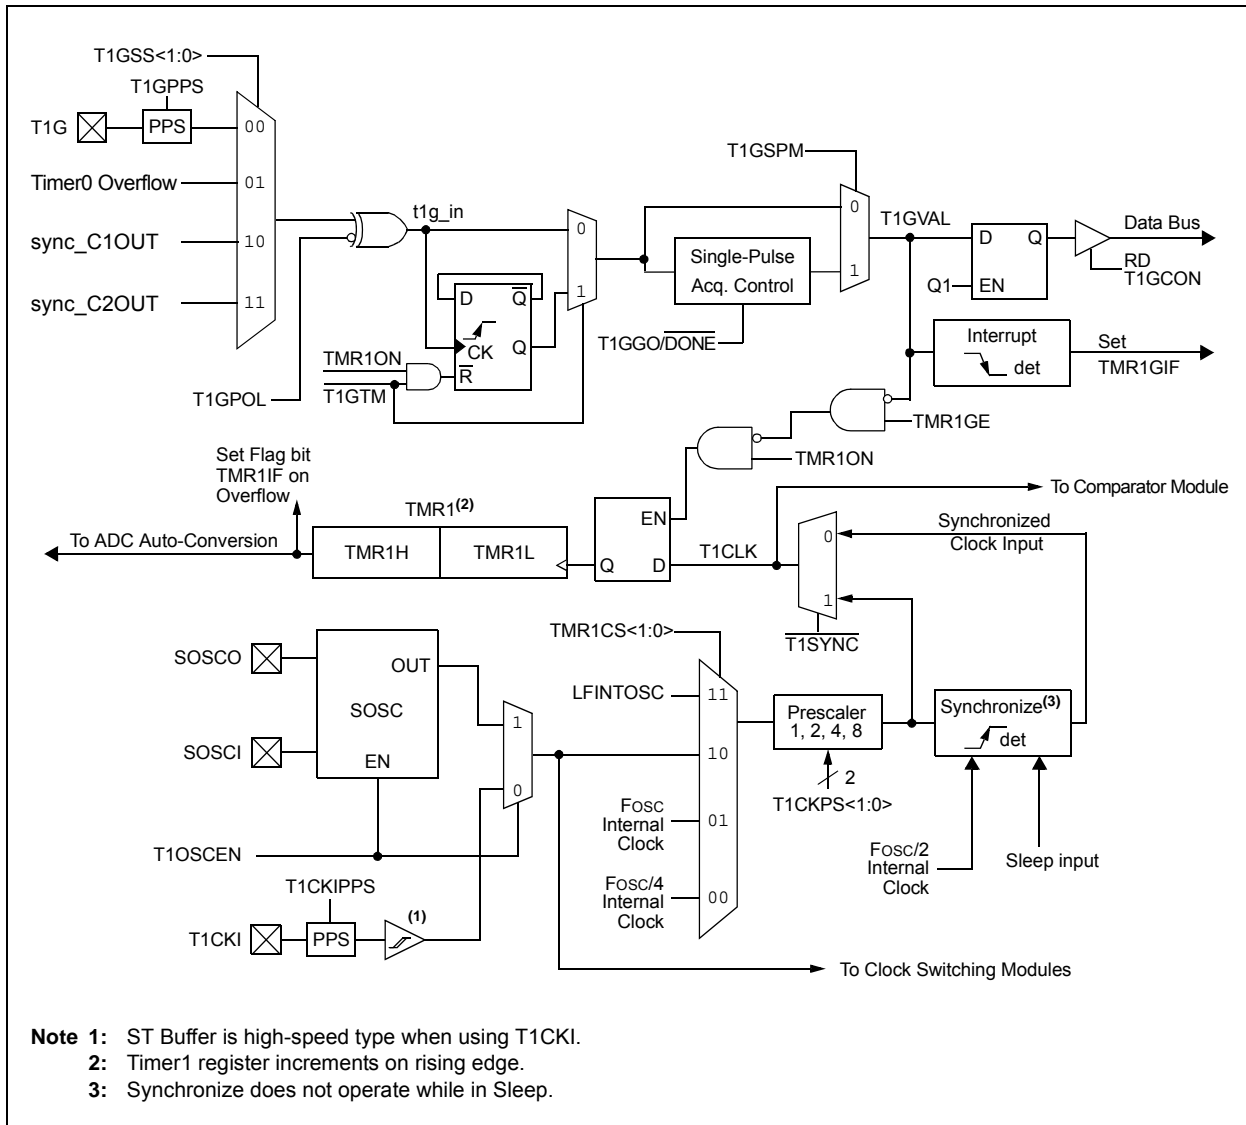 T1GSS<1:0>
T1GPPS
T1G
PPS
00
Timer0 Overflow
01
sync_C1OUT
10
sync_C2OUT
11
T1GPOL
t1g_in
D
Q
CK
Q
R
TMR1ON
T1GTM
0
1
T1GSPM
Single-Pulse
Acq. Control
T1GGO/DONE
0
1
T1GVAL
D
Q
Q1
EN
Data Bus
RD
T1GCON
Interrupt
det
Set
TMR1GIF
TMR1GE
TMR1ON
Set Flag bit
TMR1IF on
Overflow
To ADC Auto-Conversion
TMR1(2)
TMR1H
TMR1L
EN
Q
D
T1CLK
To Comparator Module
Synchronized
Clock Input
0
1
T1SYNC
SOSCO
SOSCI
OUT
SOSC
EN
1
0
T1OSCEN
T1CKIPPS
T1CKI
PPS
(1)
TMR1CS<1:0>
LFINTOSC
11
10
FOSC
Internal
Clock
01
FOSC/4
Internal
Clock
00
Prescaler
1, 2, 4, 8
2
T1CKPS<1:0>
Synchronize(3)
det
FOSC/2
Internal
Clock
Sleep input
To Clock Switching Modules
Note 1: ST Buffer is high-speed type when using T1CKI.
2: Timer1 register increments on rising edge.
3: Synchronize does not operate while in Sleep.